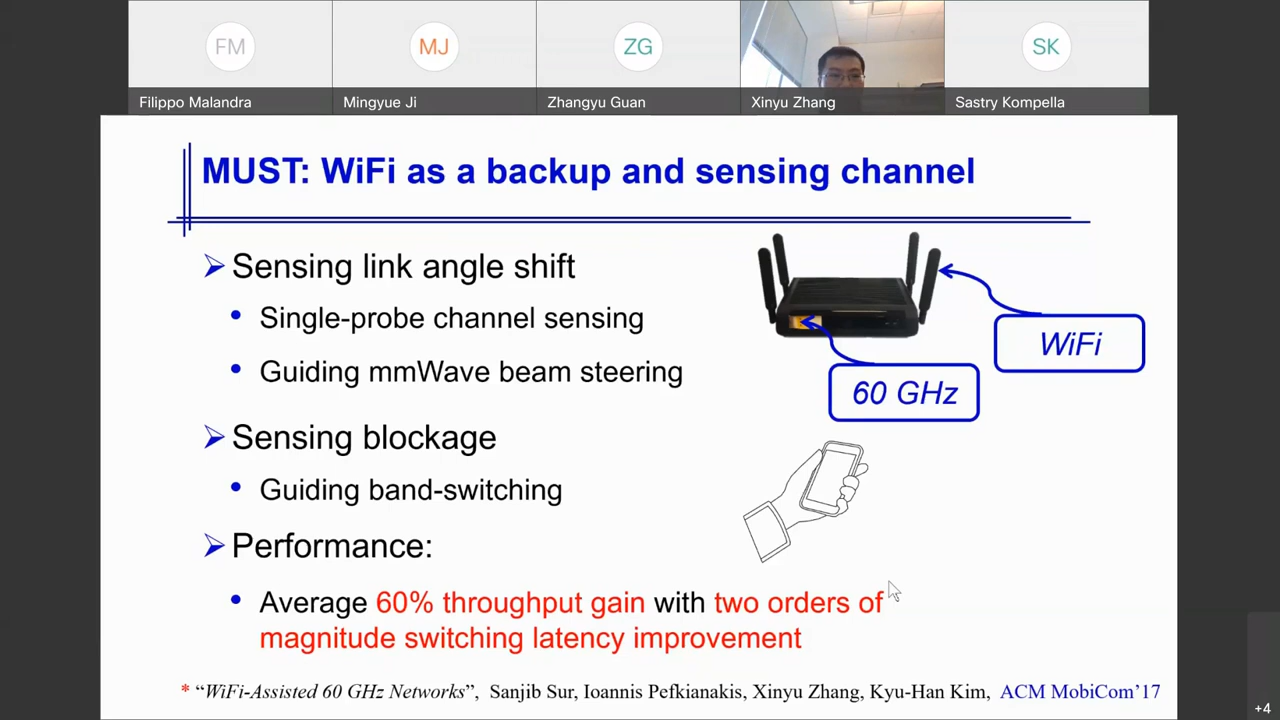 FM
MJ
ZG
SK
Filippo Malandra
Mingyue Ji
Zhangyu Guan
Xinyu Zhang
Sastry Kompella
MUST: WiFi as a backup and sensing channel
Sensing link angle shift
Single-probe channel sensing
Guiding mmWave beam steering
WiFi
60 GHz
Sensing blockage
Guiding band-switching
Performance:
Average 60% throughput gain with two orders of
magnitude switching latency improvement
* “WiFi-Assisted 60 GHz Networks”, Sanjib Sur, Ioannis Pefkianakis, Xinyu Zhang, Kyu-Han Kim, ACM MobiCom’17
+4